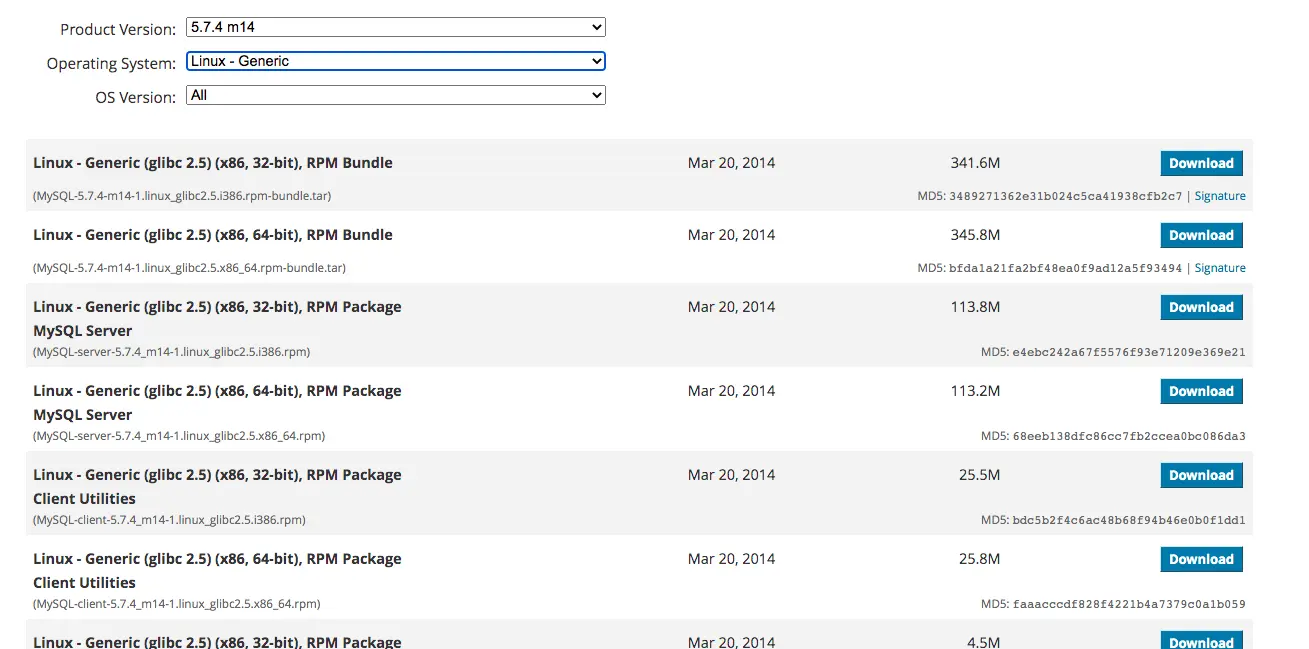 Product Version: 5.7.4 m14
Operating System: Linux - Generic
OS Version: All
Linux - Generic (glibc 2.5) (x86, 32-bit), RPM Bundle Mar 20, 2014 341.6M Download
(MySQL-5.7.4-m14-1.linux_glibc2.5.i386.rpm-bundle.tar) MD5: 3489271362e31b024c5ca41938cfb2c7 | Signature
Linux - Generic (glibc 2.5) (x86, 64-bit), RPM Bundle Mar 20, 2014 345.8M Download
(MySQL-5.7.4-m14-1.linux_glibc2.5.x86_64.rpm-bundle.tar) MD5: bfda1a21fa2bf48ea0f9ad12a5f93494 | Signature
Linux - Generic (glibc 2.5) (x86, 32-bit), RPM Package Mar 20, 2014 113.8M Download
MySQL Server
(MySQL-server-5.7.4_m14-1.linux_glibc2.5.i386.rpm) MD5: e4ebc242a67f5576f93e71209e369e21
Linux - Generic (glibc 2.5) (x86, 64-bit), RPM Package Mar 20, 2014 113.2M Download
MySQL Server
(MySQL-server-5.7.4_m14-1.linux_glibc2.5.x86_64.rpm) MD5: 68eeb138dfc86cc7fb2ccea0bc086da3
Linux - Generic (glibc 2.5) (x86, 32-bit), RPM Package Mar 20, 2014 25.5M Download
Client Utilities
(MySQL-client-5.7.4_m14-1.linux_glibc2.5.i386.rpm) MD5: bdc5b2f4c6ac48b68f94b46e0b0f1dd1
Linux - Generic (glibc 2.5) (x86, 64-bit), RPM Package Mar 20, 2014 25.8M Download
Client Utilities
(MySQL-client-5.7.4_m14-1.linux_glibc2.5.x86_64.rpm) MD5: faaacccdf828f4221b4a7379c0a1b059
Linux - Generic (glibc 2.5) (x86, 32-bit), RPM Package Mar 20, 2014 4.5M Download